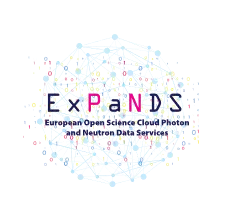 ExPaNDS
European Open Science Cloud Photon
and Neutron Data Services